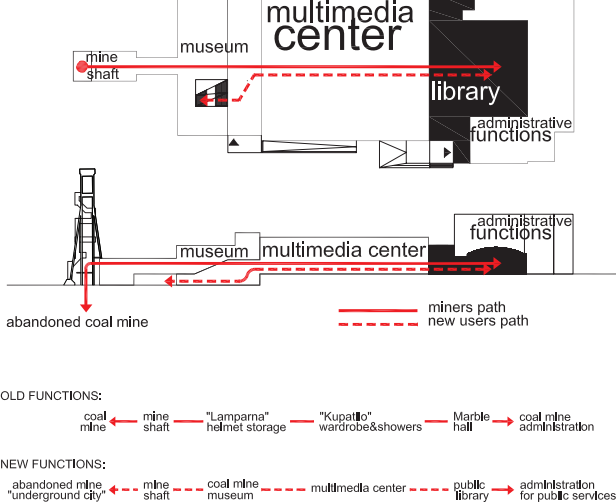 multimedia
center
museum
mine
shaft
library
administrative
functions
administrative
functions
museum
multimedia center
abandoned coal mine
miners path
new users path
OLD FUNCTIONS:
coal mine "Lamparna" "Kupatilo" Marble coal mine
mine shaft helmet storage wardrobe&showers hall administration
NEW FUNCTIONS:
abandoned mine mine coal mine multimedia center public administration
"underground city" shaft museum library for public services